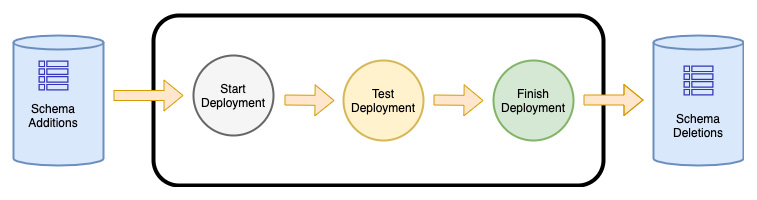 Schema
Additions
Start
Deployment
Test
Deployment
Finish
Deployment
Schema
Deletions